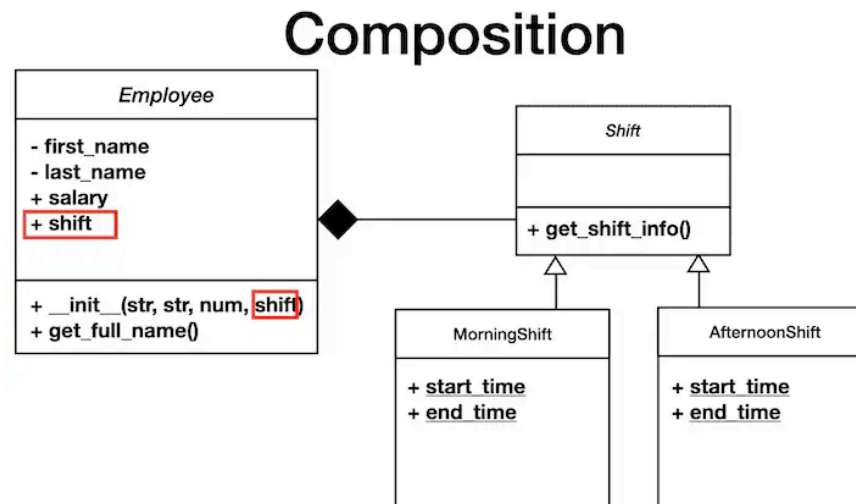 Composition
Employee
- first_name
- last_name
+ salary
+ shift
+ __init__(str, str, num, shift)
+ get_full_name()
Shift
+ get_shift_info()
MorningShift
+ start_time
+ end_time
AfternoonShift
+ start_time
+ end_time